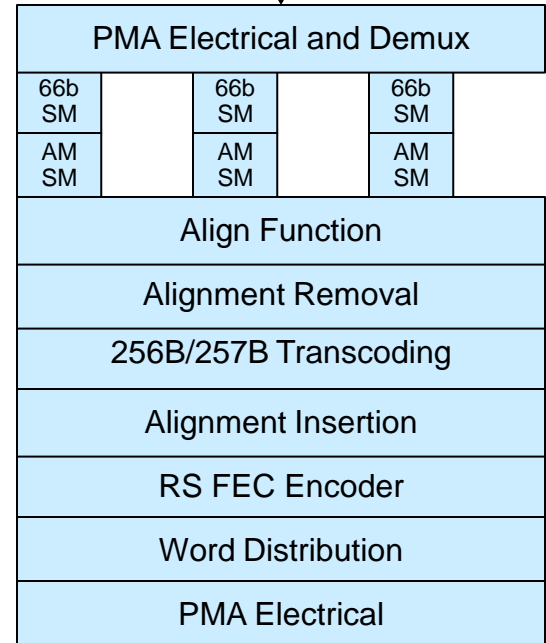 PMA Electrical and Demux
66b 66b 66b
SM SM SM
AM AM AM
SM SM SM
Align Function
Alignment Removal
256B/257B Transcoding
Alignment Insertion
RS FEC Encoder
Word Distribution
PMA Electrical